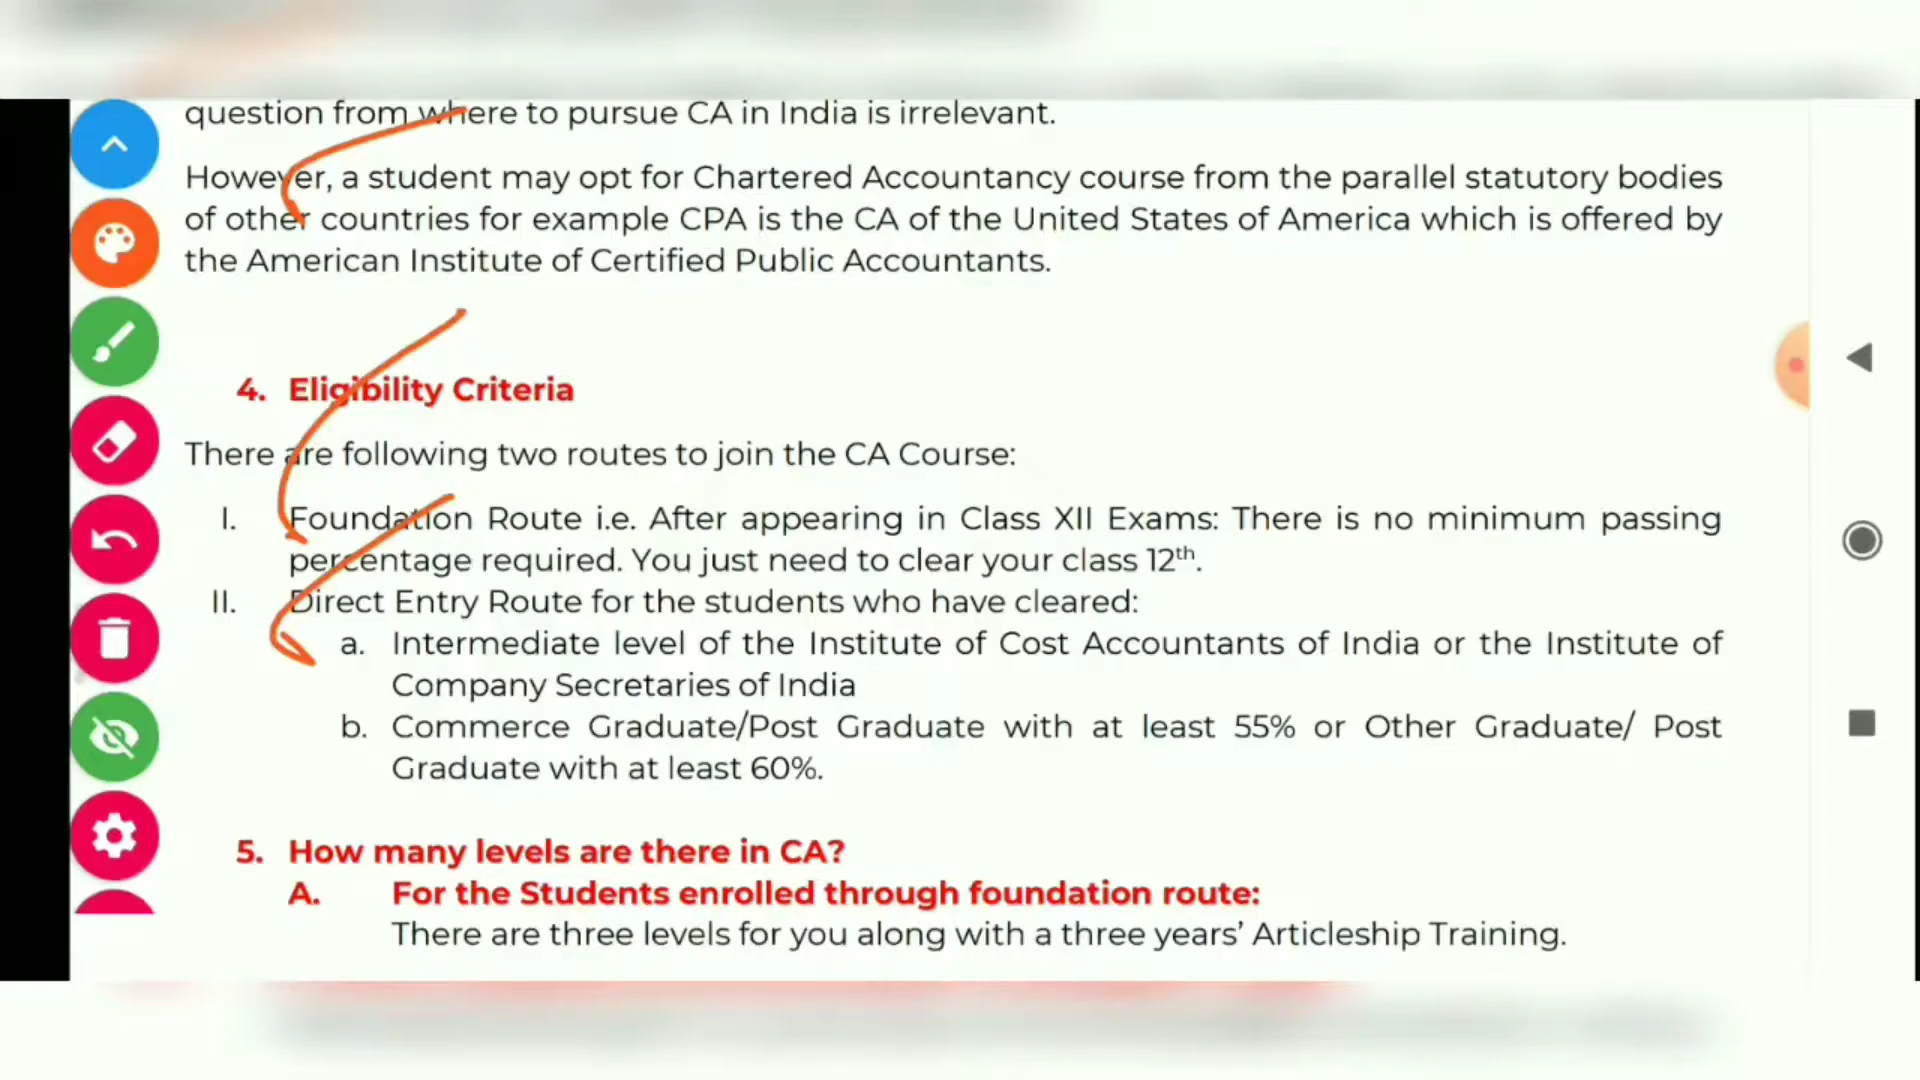 question from where to pursue CA in India is irrelevant.
However, a student may opt for Chartered Accountancy course from the parallel statutory bodies
of other countries for example CPA is the CA of the United States of America which is offered by
the American Institute of Certified Public Accountants.
4. Eligibility Criteria
There are following two routes to join the CA Course:
I. Foundation Route i.e. After appearing in Class XII Exams: There is no minimum passing
percentage required. You just need to clear your class 12th.
II. Direct Entry Route for the students who have cleared:
a. Intermediate level of the Institute of Cost Accountants of India or the Institute of
Company Secretaries of India
b. Commerce Graduate/Post Graduate with at least 55% or Other Graduate/ Post
Graduate with at least 60%.
5. How many levels are there in CA?
A. For the Students enrolled through foundation route:
There are three levels for you along with a three years’ Articleship Training.